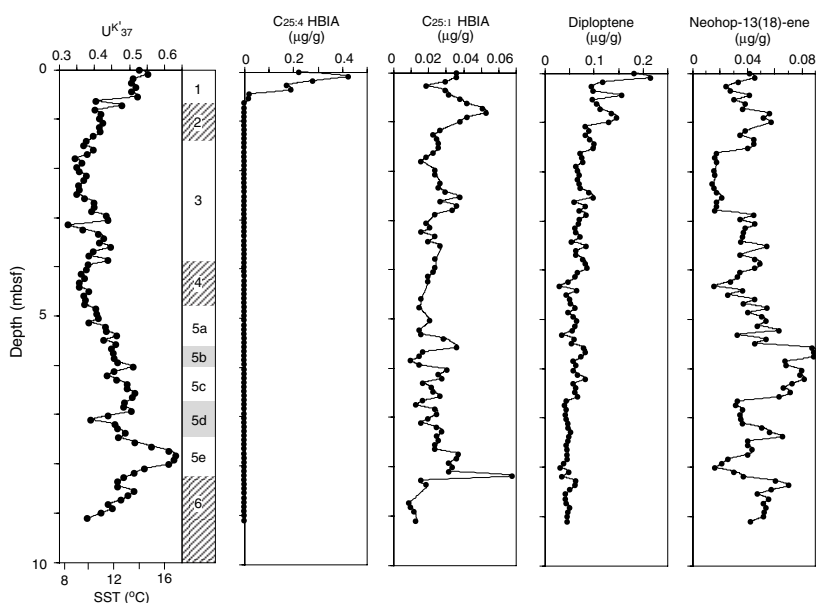 U^K'_37
0.3 0.4 0.5 0.6
C25:4 HBIA
(μg/g)
0 0.2 0.4
C25:1 HBIA
(μg/g)
0 0.02 0.04 0.06
Diploptene
(μg/g)
0 0.1 0.2
Neohop-13(18)-ene
(μg/g)
0 0.04 0.08
Depth (mbsf)
0
5
10
1
2
3
4
5a
5b
5c
5d
5e
6
8 12 16
SST (°C)